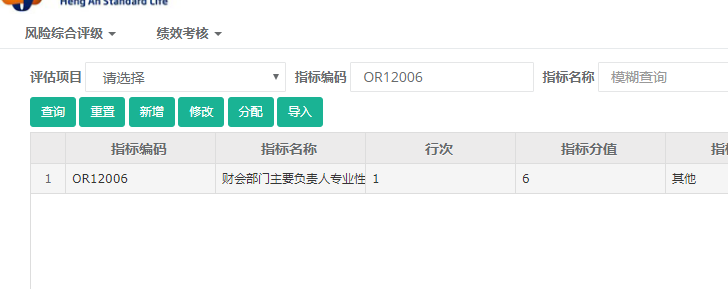 Heng An Standard Life
风险综合评级 绩效考核
评估项目 请选择 指标编码 OR12006 指标名称 模糊查询
查询 重置 新增 修改 分配 导入
指标编码 指标名称 行次 指标分值 指
1 OR12006 财会部门主要负责人专业性 1 6 其他